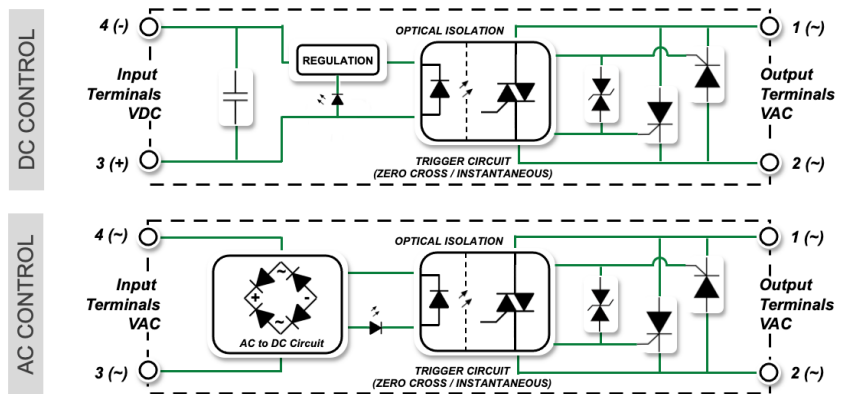 DC CONTROL
4 (-)
OPTICAL ISOLATION
1 (~)
REGULATION
Input
Terminals
VDC
Output
Terminals
VAC
3 (+)
TRIGGER CIRCUIT
(ZERO CROSS / INSTANTANEOUS)
2 (~)
AC CONTROL
4 (~)
OPTICAL ISOLATION
1 (~)
Input
Terminals
VAC
~
+
-
~
AC to DC Circuit
Output
Terminals
VAC
3 (~)
TRIGGER CIRCUIT
(ZERO CROSS / INSTANTANEOUS)
2 (~)